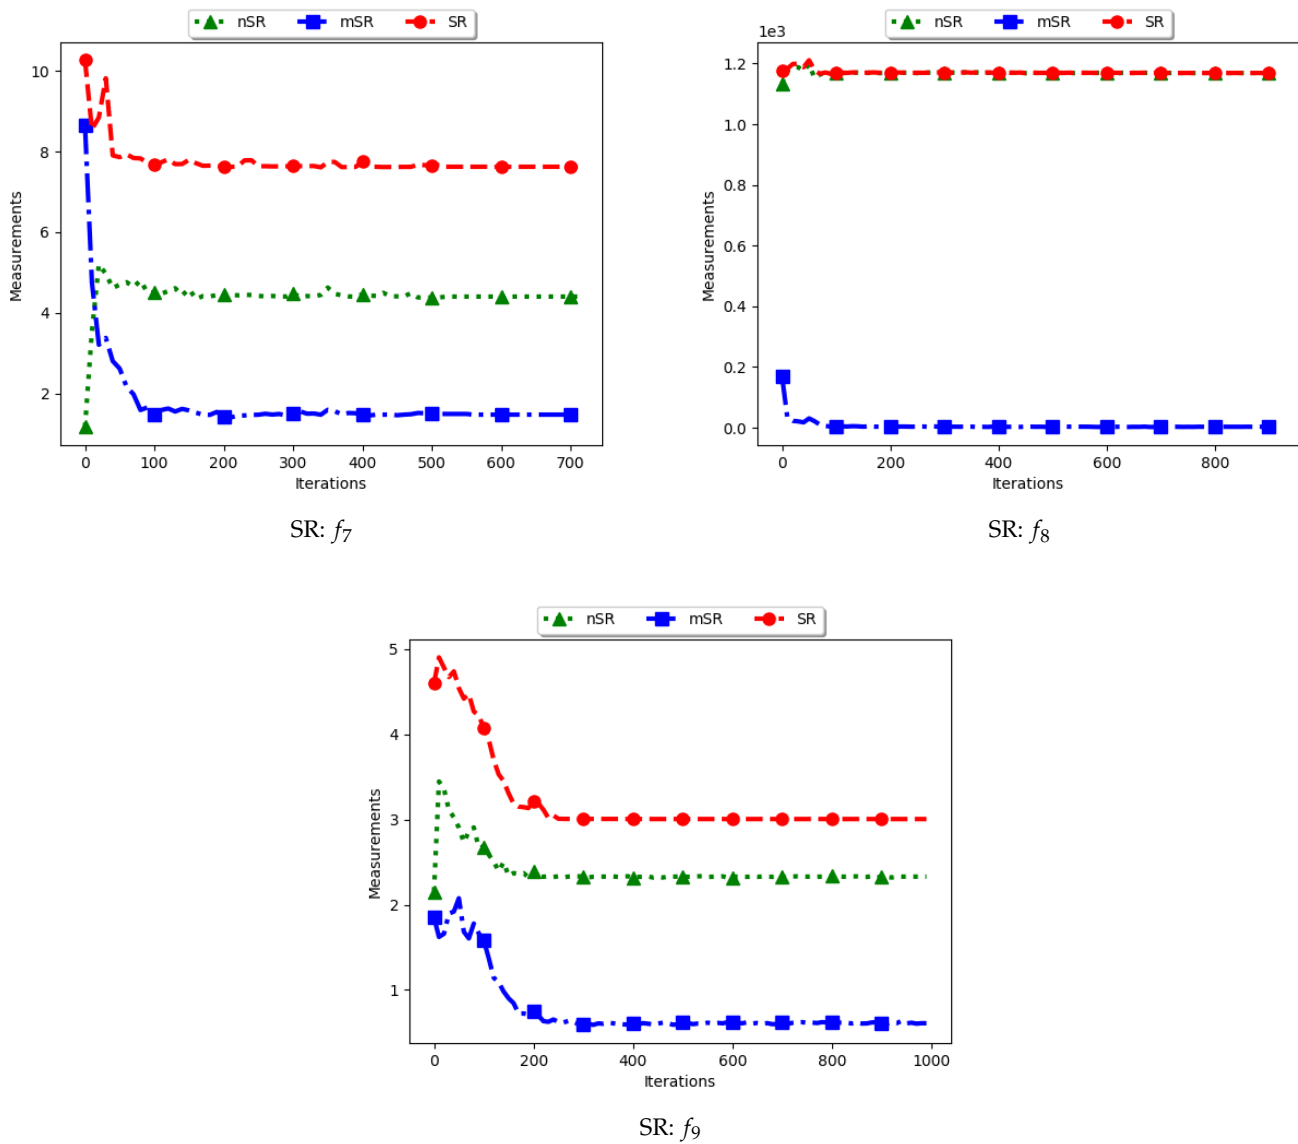 nSR mSR SR
10
8
6
4
2
Measurements
0 100 200 300 400 500 600 700
Iterations
SR: f7
nSR mSR SR
1e3
1.2
1.0
0.8
0.6
0.4
0.2
0.0
Measurements
0 200 400 600 800
Iterations
SR: f8
nSR mSR SR
5
4
3
2
1
Measurements
0 200 400 600 800 1000
Iterations
SR: f9